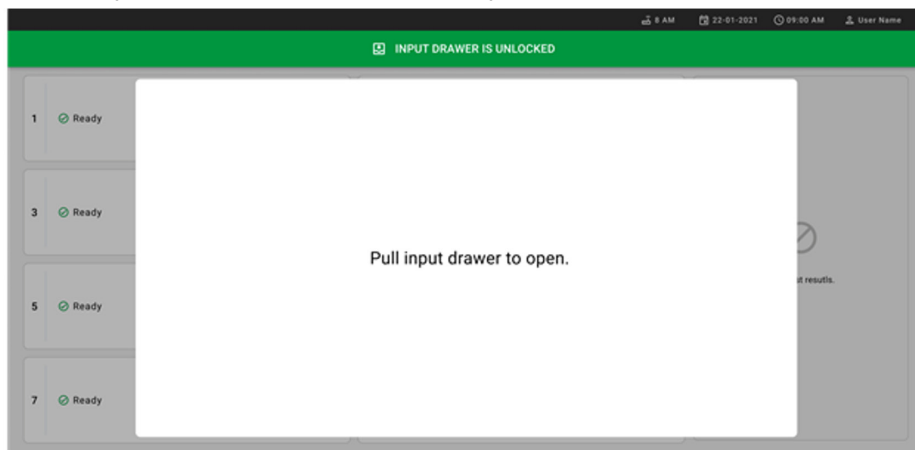 8 AM 22-01-2021 09:00 AM User Name
INPUT DRAWER IS UNLOCKED
1 Ready
3 Ready
Pull input drawer to open.
resutls.
5 Ready
7 Ready